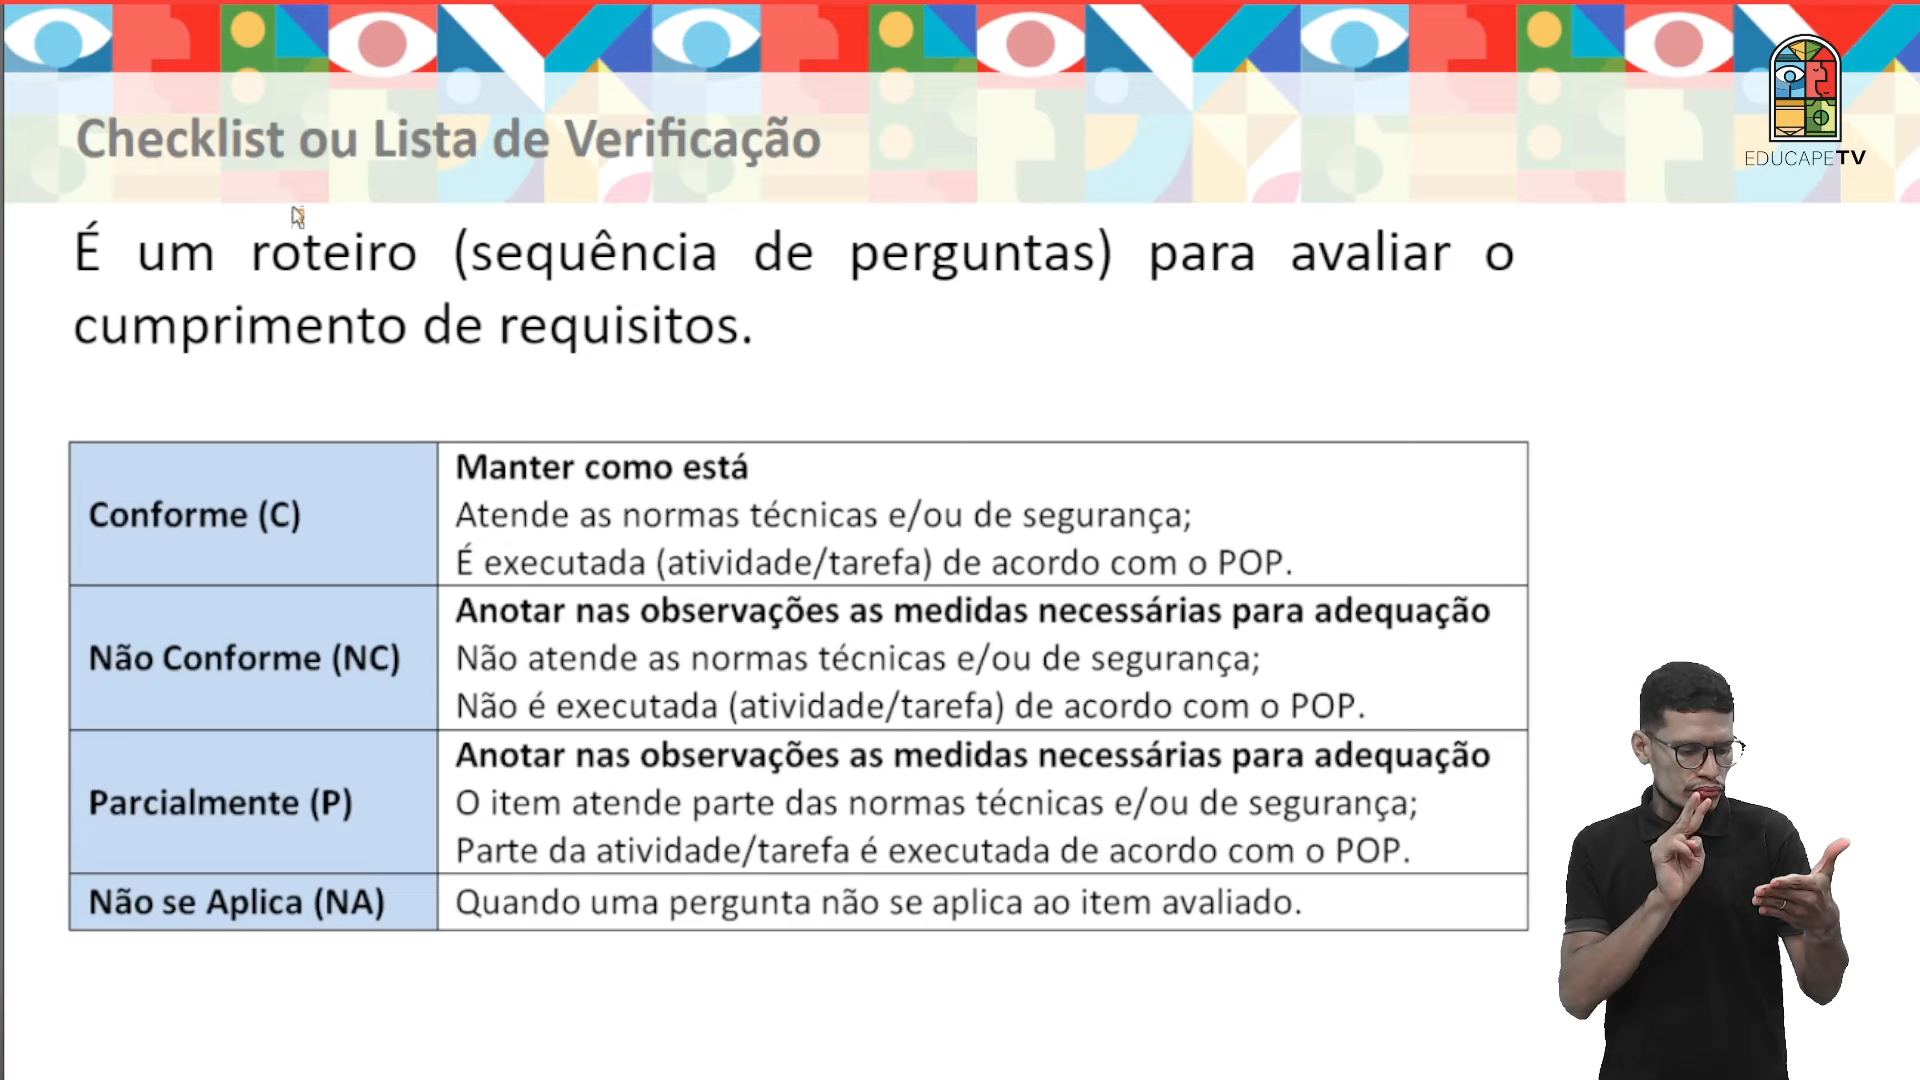 Checklist ou Lista de Verificação
EDUCAPETV
É um roteiro (sequência de perguntas) para avaliar o
cumprimento de requisitos.
Conforme (C)
Manter como está
Atende as normas técnicas e/ou de segurança;
É executada (atividade/tarefa) de acordo com o POP.
Não Conforme (NC)
Anotar nas observações as medidas necessárias para adequação
Não atende as normas técnicas e/ou de segurança;
Não é executada (atividade/tarefa) de acordo com o POP.
Parcialmente (P)
Anotar nas observações as medidas necessárias para adequação
O item atende parte das normas técnicas e/ou de segurança;
Parte da atividade/tarefa é executada de acordo com o POP.
Não se Aplica (NA)
Quando uma pergunta não se aplica ao item avaliado.